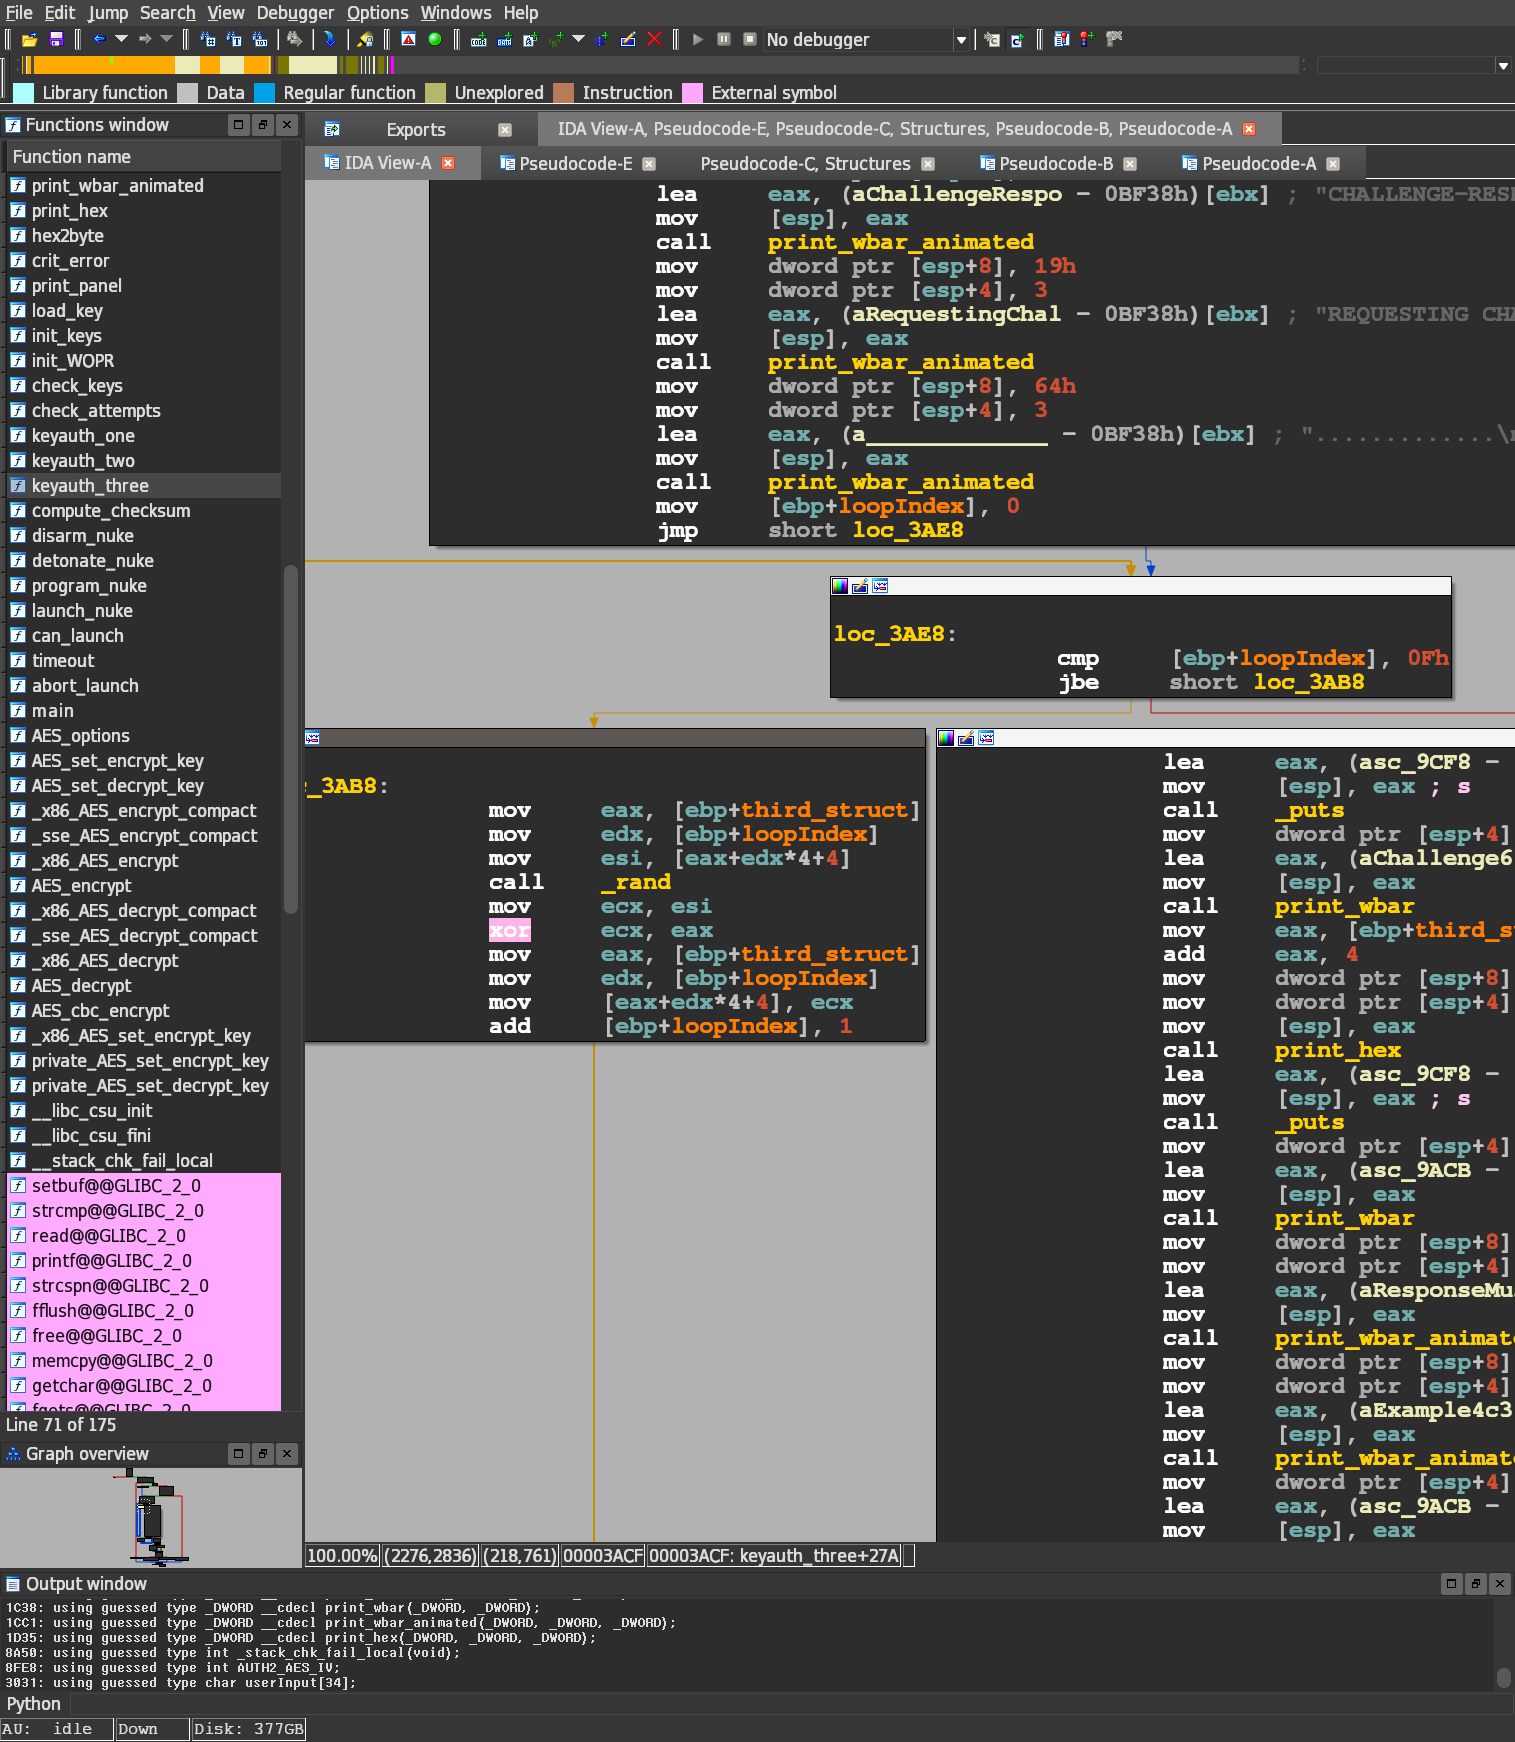 File Edit Jump Search View Debugger Options Windows Help
No debugger
Library function Data Regular function Unexplored Instruction External symbol
Functions window
Function name
print_wbar_animated
print_hex
hex2byte
crit_error
print_panel
load_key
init_keys
init_WOPR
check_keys
check_attempts
keyauth_one
keyauth_two
keyauth_three
compute_checksum
disarm_nuke
detonate_nuke
program_nuke
launch_nuke
can_launch
timeout
abort_launch
main
AES_options
AES_set_encrypt_key
AES_set_decrypt_key
_x86_AES_encrypt_compact
_sse_AES_encrypt_compact
_x86_AES_encrypt
AES_encrypt
_x86_AES_decrypt_compact
_sse_AES_decrypt_compact
_x86_AES_decrypt
AES_decrypt
AES_cbc_encrypt
_x86_AES_set_encrypt_key
private_AES_set_encrypt_key
private_AES_set_decrypt_key
__libc_csu_init
__libc_csu_fini
__stack_chk_fail_local
setbuf@@GLIBC_2_0
strcmp@@GLIBC_2_0
read@@GLIBC_2_0
printf@@GLIBC_2_0
strcspn@@GLIBC_2_0
fflush@@GLIBC_2_0
free@@GLIBC_2_0
memcpy@@GLIBC_2_0
getchar@@GLIBC_2_0
fgets@@GLIBC_2_0
Line 71 of 175
Graph overview
Exports
IDA View-A, Pseudocode-E, Pseudocode-C, Structures, Pseudocode-B, Pseudocode-A
IDA View-A Pseudocode-E Pseudocode-C, Structures Pseudocode-B Pseudocode-A
lea eax, (aChallengeRespo - 0BF38h)[ebx] ; "CHALLENGE-RES
mov [esp], eax
call print_wbar_animated
mov dword ptr [esp+8], 19h
mov dword ptr [esp+4], 3
lea eax, (aRequestingChal - 0BF38h)[ebx] ; "REQUESTING CHA
mov [esp], eax
call print_wbar_animated
mov dword ptr [esp+8], 64h
mov dword ptr [esp+4], 3
lea eax, (a_____________ - 0BF38h)[ebx] ; ".............\n
mov [esp], eax
call print_wbar_animated
mov [ebp+loopIndex], 0
jmp short loc_3AE8
loc_3AE8:
cmp [ebp+loopIndex], 0Fh
jbe short loc_3AB8
c_3AB8:
mov eax, [ebp+third_struct]
mov edx, [ebp+loopIndex]
mov esi, [eax+edx*4+4]
call _rand
mov ecx, esi
xor ecx, eax
mov eax, [ebp+third_struct]
mov edx, [ebp+loopIndex]
mov [eax+edx*4+4], ecx
add [ebp+loopIndex], 1
lea eax, (asc_9CF8 -
mov [esp], eax ; s
call _puts
mov dword ptr [esp+4]
lea eax, (aChallenge6
mov [esp], eax
call print_wbar
mov eax, [ebp+third_s
add eax, 4
mov dword ptr [esp+8]
mov dword ptr [esp+4]
mov [esp], eax
call print_hex
lea eax, (asc_9CF8 -
mov [esp], eax ; s
call _puts
mov dword ptr [esp+4]
lea eax, (asc_9ACB -
mov [esp], eax
call print_wbar
mov dword ptr [esp+8]
mov dword ptr [esp+4]
lea eax, (aResponseMu
mov [esp], eax
call print_wbar_animat
mov dword ptr [esp+8]
mov dword ptr [esp+4]
lea eax, (aExample4c3
mov [esp], eax
call print_wbar_animat
mov dword ptr [esp+4]
lea eax, (asc_9ACB -
mov [esp], eax
100.00% (2276,2836) (218,761) 00003ACF 00003ACF: keyauth_three+27A
Output window
1C38: using guessed type _DWORD __cdecl print_wbar(_DWORD, _DWORD);
1CC1: using guessed type _DWORD __cdecl print_wbar_animated(_DWORD, _DWORD, _DWORD);
1D35: using guessed type _DWORD __cdecl print_hex(_DWORD, _DWORD, _DWORD);
8A50: using guessed type int _stack_chk_fail_local(void);
8FE8: using guessed type int AUTH2_AES_IV;
3031: using guessed type char userInput[34];
Python
AU: idle Down Disk: 377GB